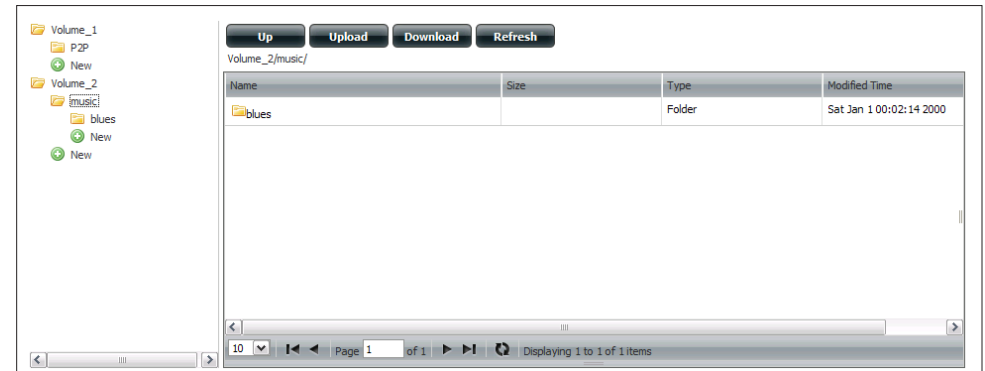 Volume_1
P2P
New
Volume_2
music
blues
New
New
Up Upload Download Refresh
Volume_2/music/
Name Size Type Modified Time
blues Folder Sat Jan 1 00:02:14 2000
10 Page 1 of 1 Displaying 1 to 1 of 1 items